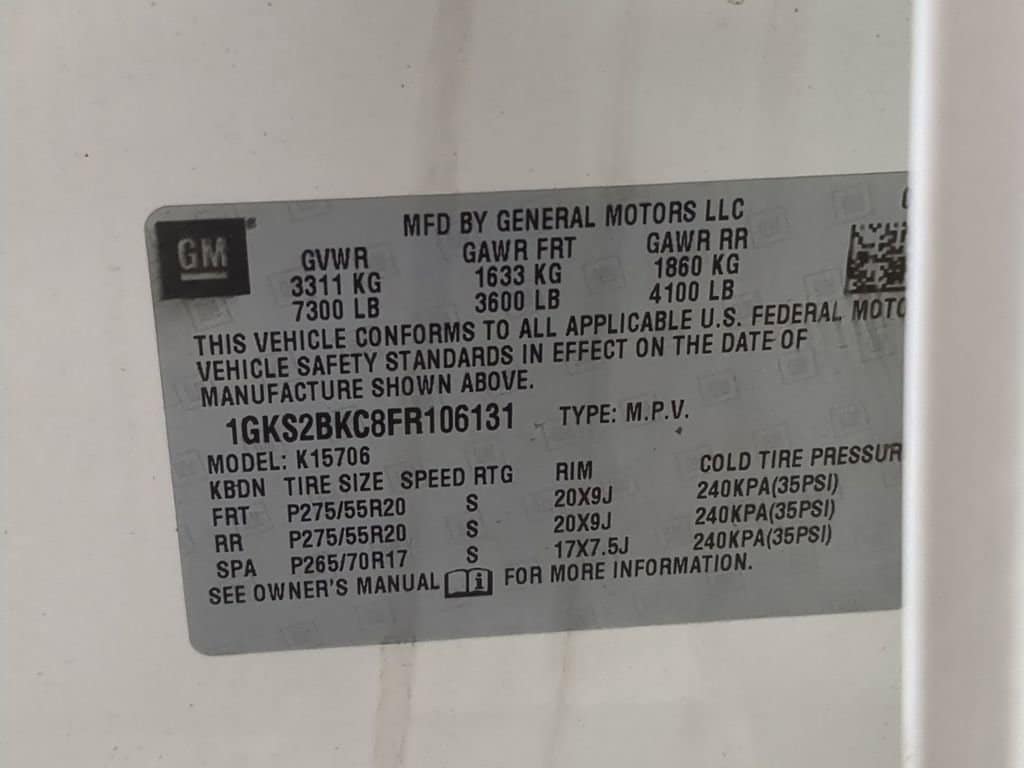 GM
MFD BY GENERAL MOTORS LLC
GVWR GAWR FRT GAWR RR
3311 KG 1633 KG 1860 KG
7300 LB 3600 LB 4100 LB
THIS VEHICLE CONFORMS TO ALL APPLICABLE U.S. FEDERAL MOTO
VEHICLE SAFETY STANDARDS IN EFFECT ON THE DATE OF
MANUFACTURE SHOWN ABOVE.
1GKS2BKC8FR106131 TYPE: M.P.V.
MODEL: K15706
KBDN TIRE SIZE SPEED RTG RIM COLD TIRE PRESSUR
FRT P275/55R20 S 20X9J 240KPA(35PSI)
RR P275/55R20 S 20X9J 240KPA(35PSI)
SPA P265/70R17 S 17X7.5J 240KPA(35PSI)
SEE OWNER'S MANUAL i FOR MORE INFORMATION.